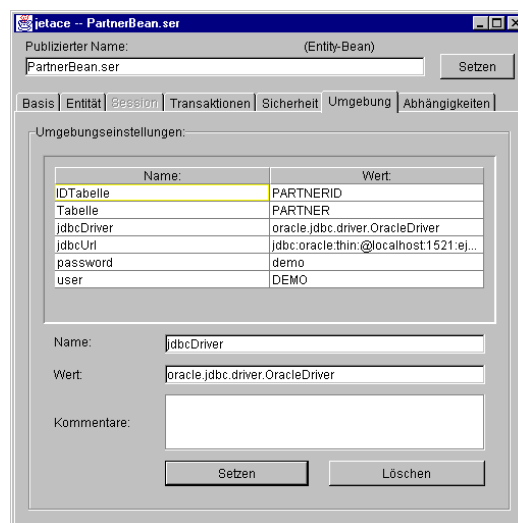 jetace -- PartnerBean.ser
Publizierter Name: (Entity-Bean)
PartnerBean.ser Setzen
Basis Entität Session Transaktionen Sicherheit Umgebung Abhängigkeiten
Umgebungseinstellungen:
Name: Wert:
IDTabelle PARTNERID
Tabelle PARTNER
jdbcDriver oracle.jdbc.driver.OracleDriver
jdbcUrl jdbc:oracle:thin:@localhost:1521:ej...
password demo
user DEMO
Name: jdbcDriver
Wert: oracle.jdbc.driver.OracleDriver
Kommentare:
Setzen Löschen